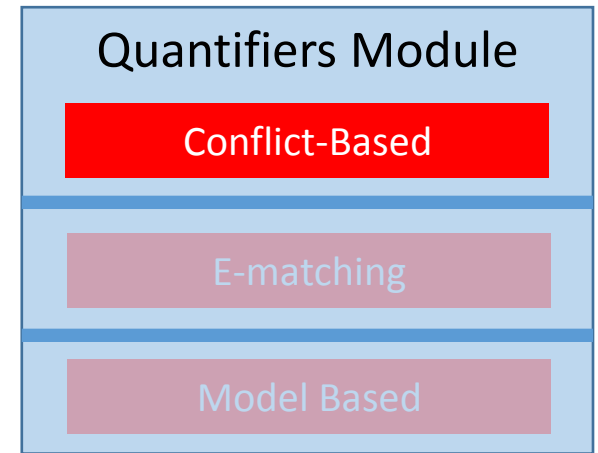 Quantifiers Module
Conflict-Based
E-matching
Model Based